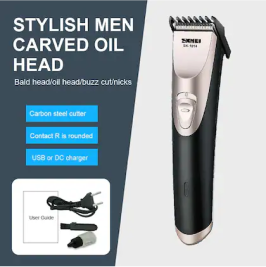 STYLISH MEN
CARVED OIL
HEAD
Bald head/oil head/buzz cut/nicks
Carbon steel cutter
Contact R is rounded
USB or DC charger
User Guide